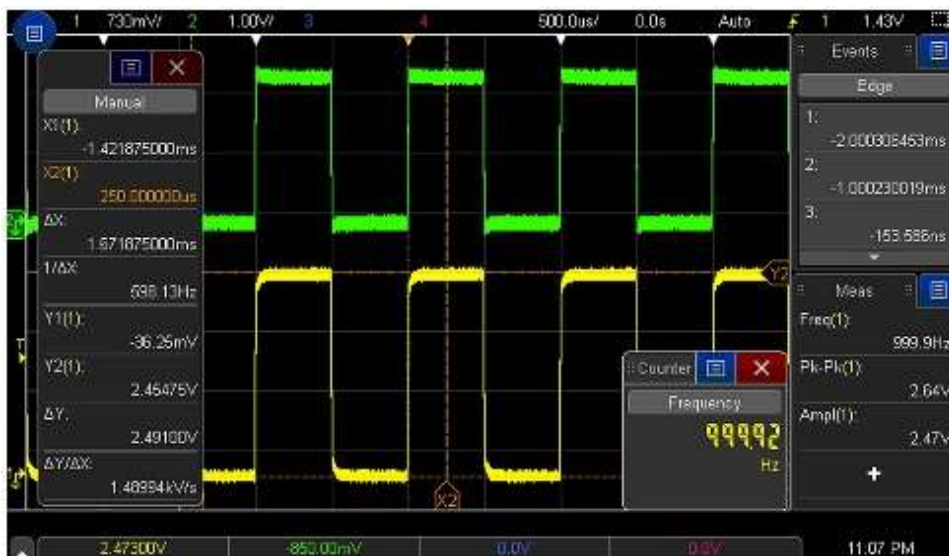 1 730mV/ 2 1.00V/ 3 4 500.0us/ 0.0s Auto 1 1.43V
Manual
X1(1):
-1.421875000ms
X2(1):
250.000000us
ΔX:
1.671875000ms
1/ΔX:
598.13Hz
Y1(1):
-36.25mV
Y2(1):
2.45475V
ΔY:
2.49100V
ΔY/ΔX:
1.48994kV/s
Events
Edge
1:
-2.000306453ms
2:
-1.000230019ms
3:
-153.586ns
Meas
Freq(1):
999.9Hz
Pk-Pk(1):
2.64V
Ampl(1):
2.47V
+
Y2
X2
Counter
Frequency
999.92
Hz
2.47300V -850.00mV 0.0V 0.0V 11:07 PM